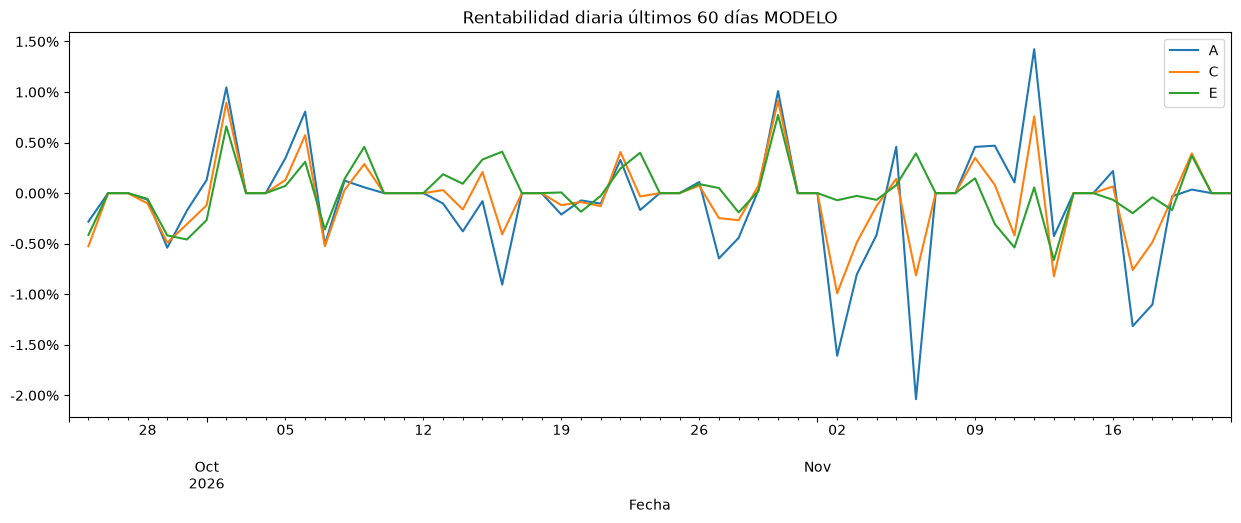 Rentabilidad diaria últimos 60 días MODELO
1.50%
1.00%
0.50%
0.00%
-0.50%
-1.00%
-1.50%
-2.00%
A
C
E
28 05 12 19 26 02 09 16
Oct Nov
2026
Fecha